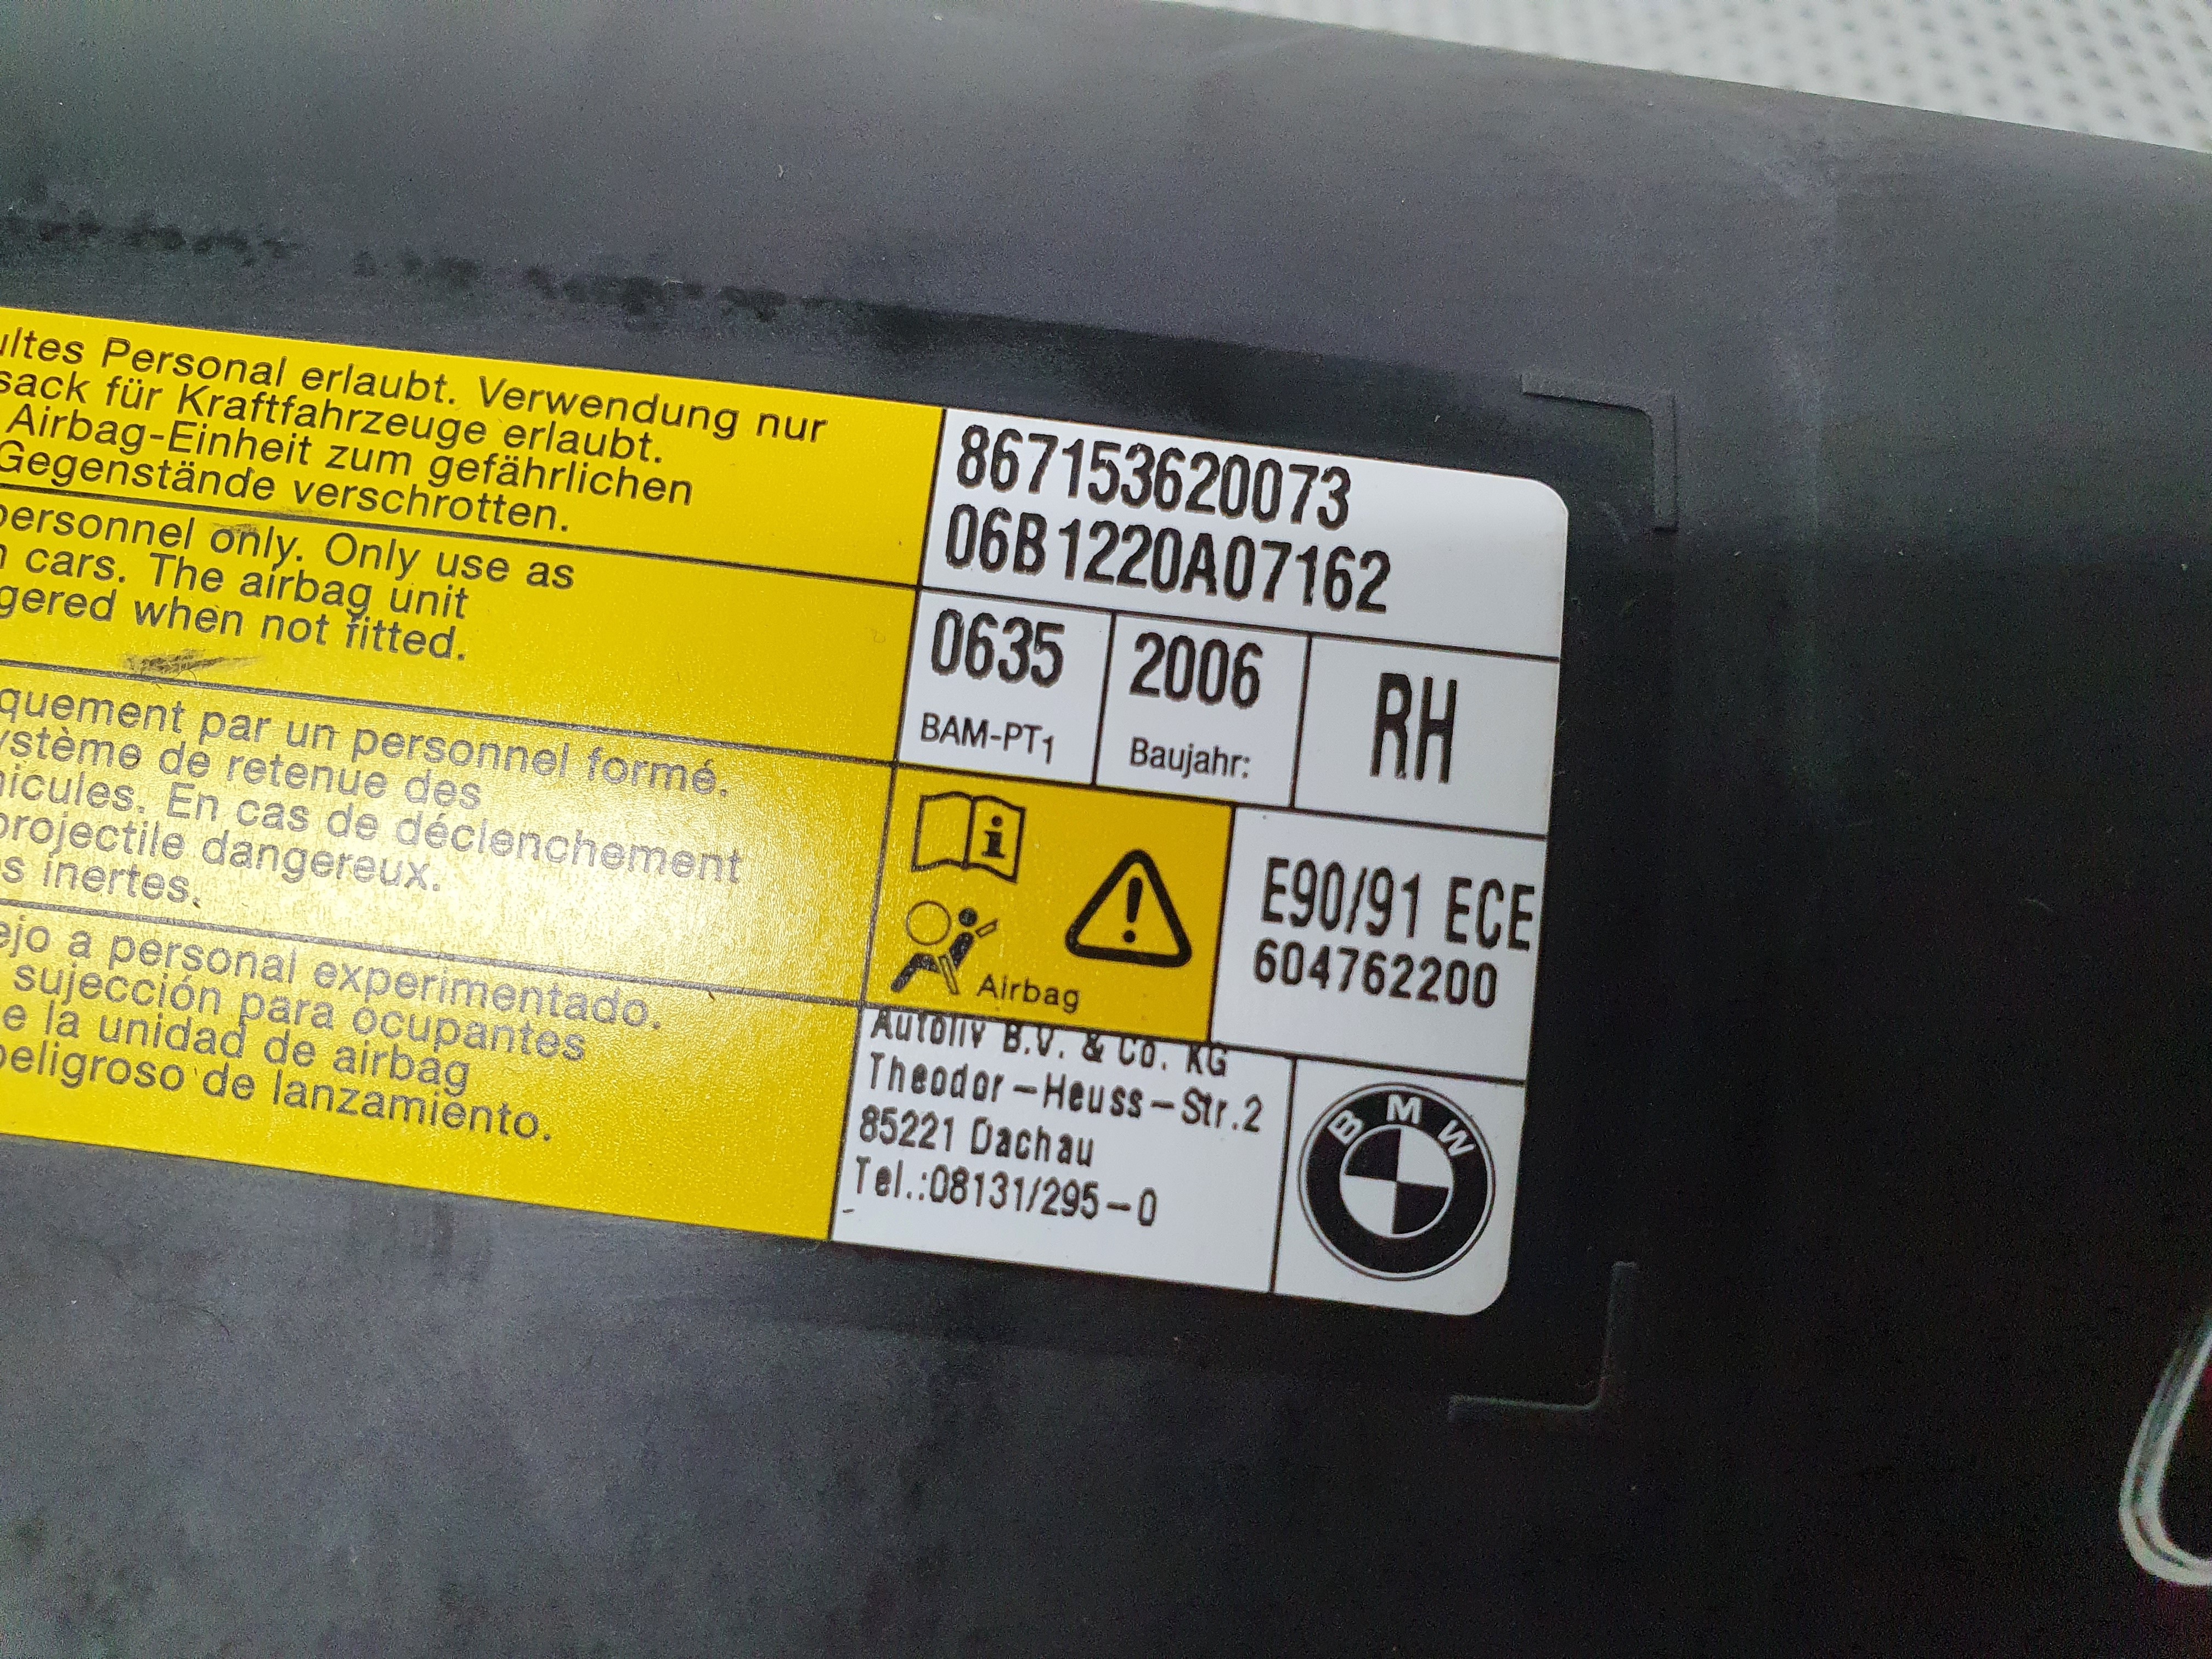 ultes Personal erlaubt. Verwendung nur
sack für Kraftfahrzeuge erlaubt.
Airbag-Einheit zum gefährlichen
Gegenstände verschrotten.
personnel only. Only use as
cars. The airbag unit
gered when not fitted.
quement par un personnel formé.
ystème de retenue des
hicules. En cas de déclenchement
projectile dangereux.
s inertes.
ejo a personal experimentado.
sujección para ocupantes
e la unidad de airbag
peligroso de lanzamiento.
867153620073
06B1220A07162
0635
BAM-PT1
2006
Baujahr:
RH
i
Airbag
E90/91 ECE
604762200
Autoliv B.V. & Co. KG
Theodor-Heuss-Str.2
85221 Dachau
Tel.:08131/295-0
BMW